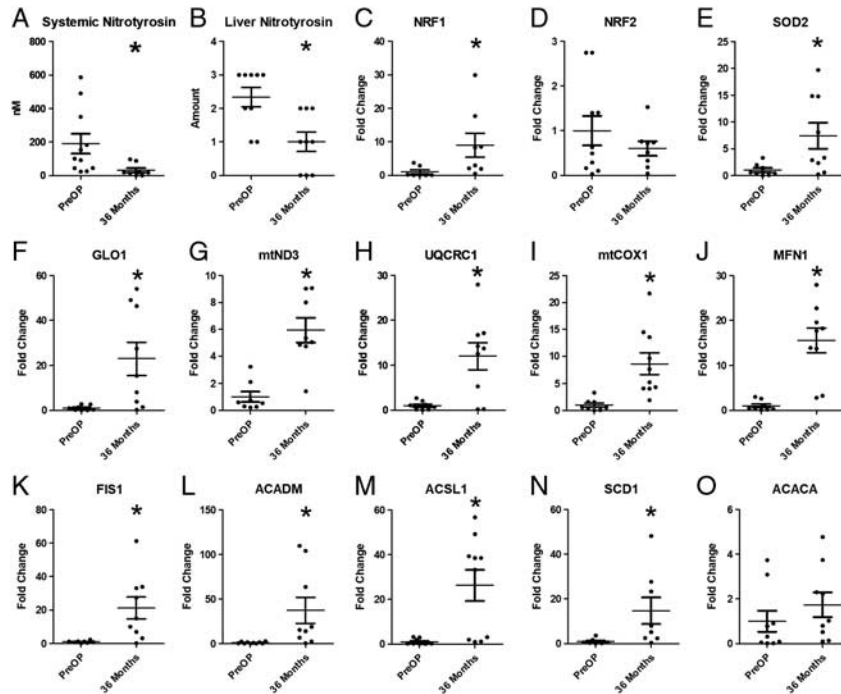 A Systemic Nitrotyrosin
nM
800
600
400
200
0
*
PreOP
36 Months
B Liver Nitrotyrosin
Amount
4
3
2
1
0
*
PreOP
36 Months
C NRF1
Fold Change
40
30
20
10
0
*
PreOP
36 Months
D NRF2
Fold Change
3
2
1
0
PreOP
36 Months
E SOD2
Fold Change
25
20
15
10
5
0
*
PreOP
36 Months
F GLO1
Fold Change
60
40
20
0
*
PreOP
36 Months
G mtND3
Fold Change
10
8
6
4
2
0
*
PreOP
36 Months
H UQCRC1
Fold Change
30
20
10
0
*
PreOP
36 Months
I mtCOX1
Fold Change
25
20
15
10
5
0
*
PreOP
36 Months
J MFN1
Fold Change
30
20
10
0
*
PreOP
36 Months
K FIS1
Fold Change
80
60
40
20
0
*
PreOP
36 Months
L ACADM
Fold Change
150
100
50
0
*
PreOP
36 Months
M ACSL1
Fold Change
60
40
20
0
*
PreOP
36 Months
N SCD1
Fold Change
60
40
20
0
*
PreOP
36 Months
O ACACA
Fold Change
6
4
2
0
PreOP
36 Months